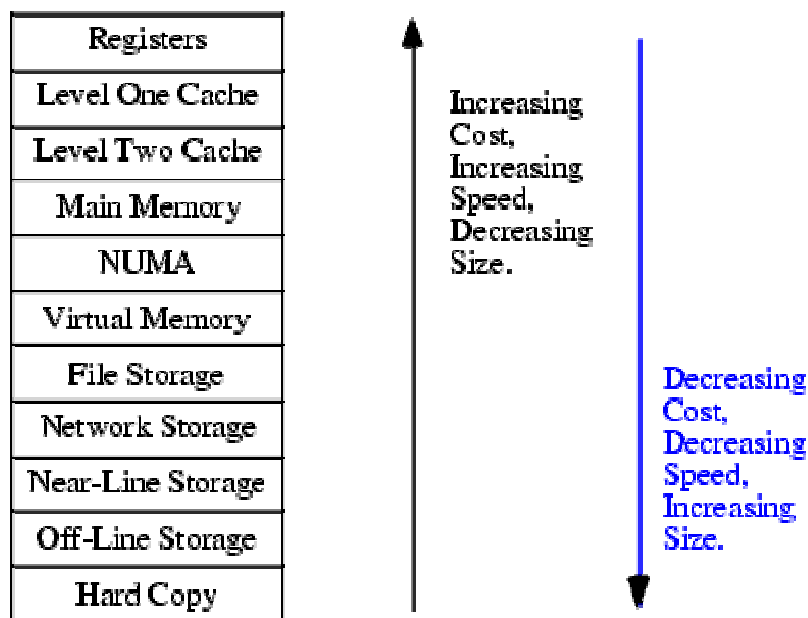 Registers
Level One Cache
Level Two Cache
Main Memory
NUMA
Virtual Memory
File Storage
Network Storage
Near-Line Storage
Off-Line Storage
Hard Copy
Increasing
Cost,
Increasing
Speed,
Decreasing
Size.
Decreasing
Cost,
Decreasing
Speed,
Increasing
Size.